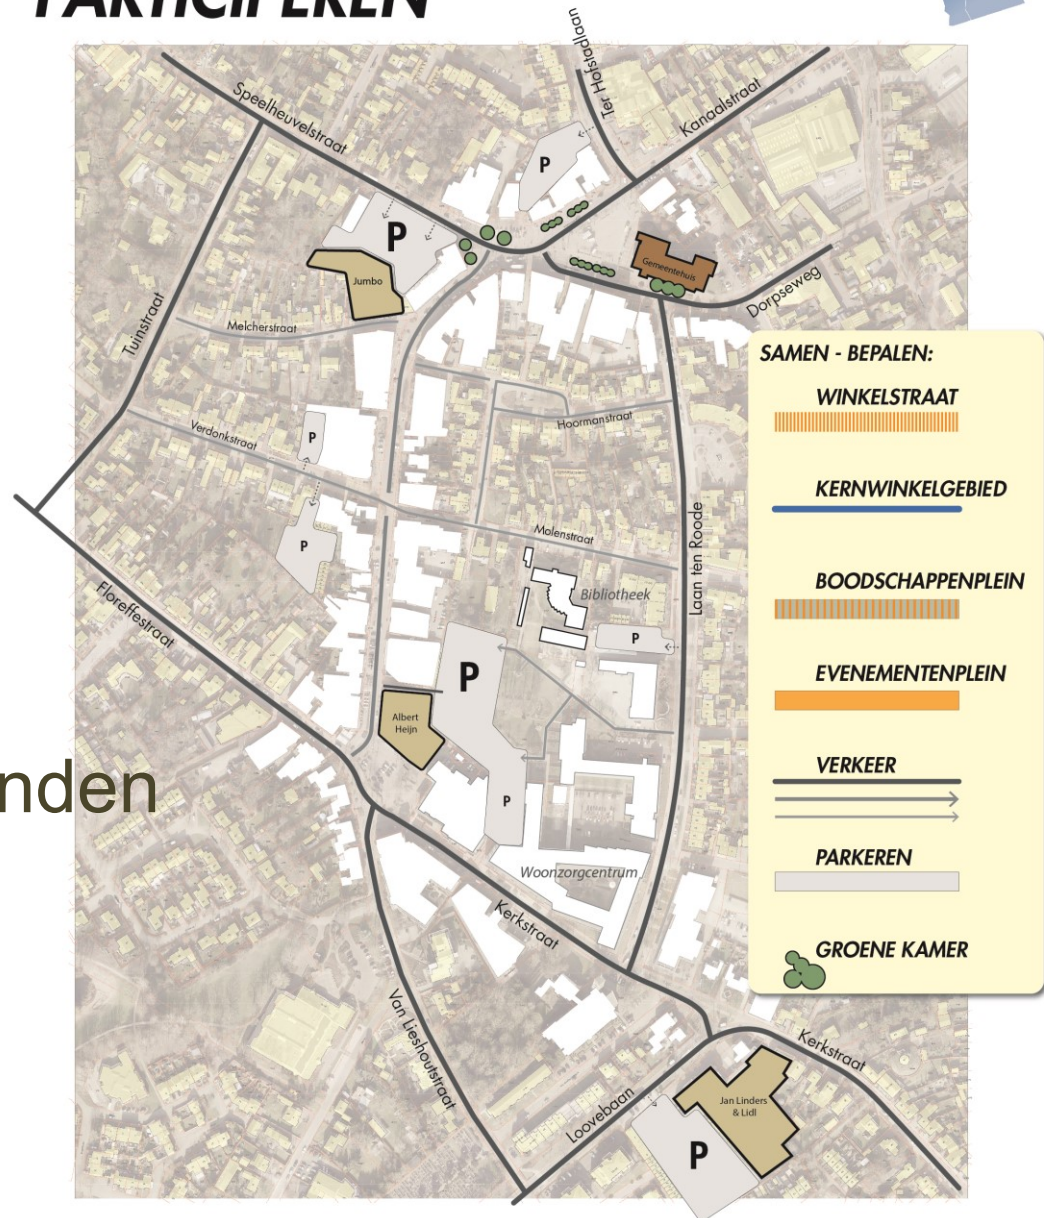 PARTICIPEREN
Ter Hofstadlaan
Kanaalstraat
Speelheuvelstraat
P
P
Gemeentehuis
Jumbo
Dorpseweg
Melcherstraat
Tuinstraat
SAMEN - BEPALEN:
WINKELSTRAAT
KERNWINKELGEBIED
BOODSCHAPPENPLEIN
EVENEMENTENPLEIN
VERKEER
PARKEREN
GROENE KAMER
Hoormanstraat
Verdonkstraat
P
Molenstraat
Laan ten Roode
P
Bibliotheek
P
Floreffestraat
P
Albert
Heijn
nden
P
Woonzorgcentrum
Kerkstraat
Van Lieshoutstraat
Kerkstraat
Loovebaan
Jan Linders
& Lidl
P